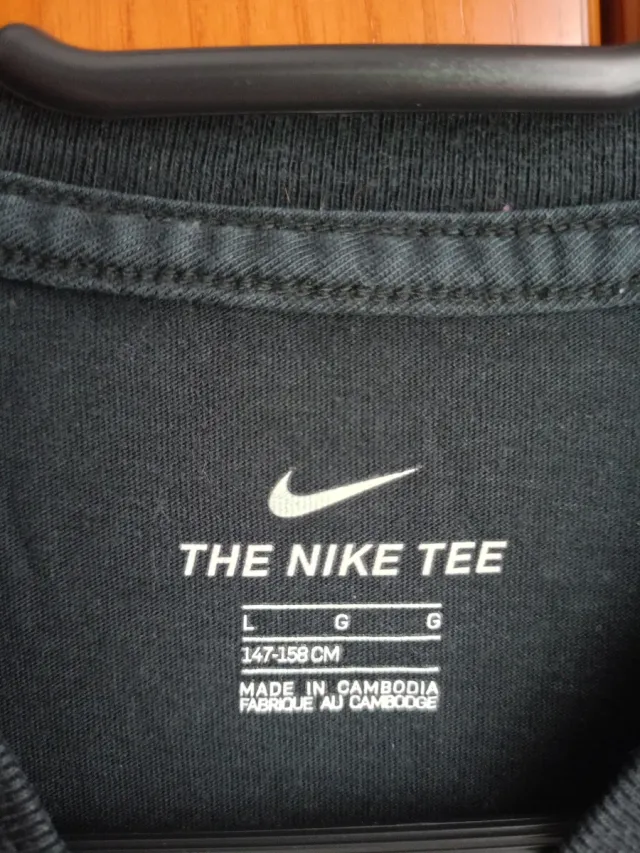 THE NIKE TEE
L G G
147-158 CM
MADE IN CAMBODIA
FABRIQUE AU CAMBODGE